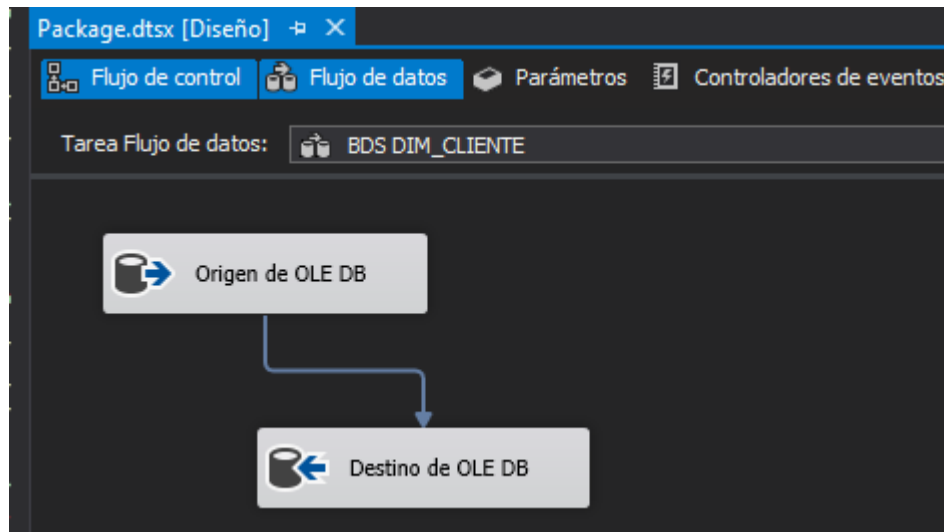 Package.dtsx [Diseño]
Flujo de control Flujo de datos Parámetros Controladores de eventos
Tarea Flujo de datos: BDS DIM_CLIENTE
Origen de OLE DB
Destino de OLE DB